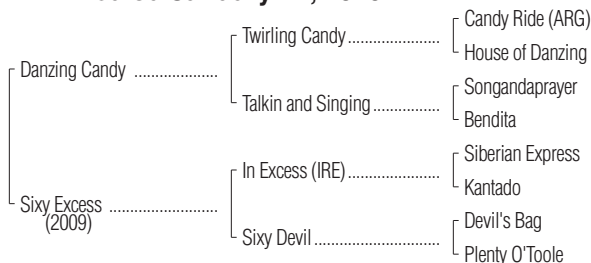 Candy Ride (ARG)
Twirling Candy
House of Danzing
Danzing Candy
Songandaprayer
Talkin and Singing
Bendita
Siberian Express
In Excess (IRE)
Kantado
Sixy Excess
(2009)
Devil's Bag
Sixy Devil
Plenty O'Toole